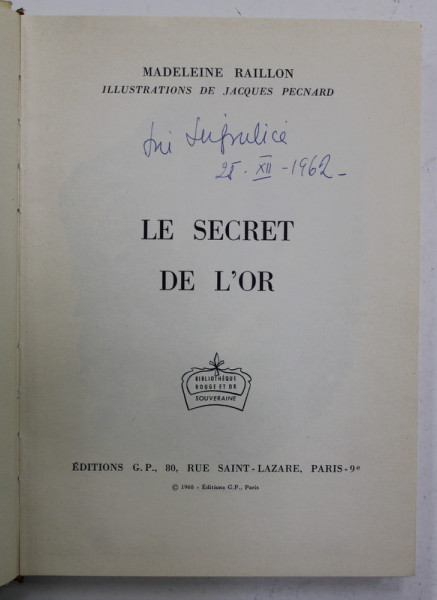 MADELEINE RAILLON
ILLUSTRATIONS DE JACQUES PECNARD
25. XII - 1962 -
LE SECRET
DE L'OR
BIBLIOTHÈQUE
ROUGE ET OR
SOUVERAINE
ÉDITIONS G.P., 80, RUE SAINT-LAZARE, PARIS-9e
© 1960 - Éditions G.P., Paris